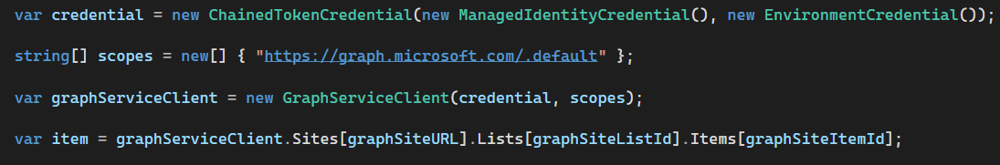 var credential = new ChainedTokenCredential(new ManagedIdentityCredential(), new EnvironmentCredential());
string[] scopes = new[] { "https://graph.microsoft.com/.default" };
var graphServiceClient = new GraphServiceClient(credential, scopes);
var item = graphServiceClient.Sites[graphSiteURL].Lists[graphSiteListId].Items[graphSiteItemId];